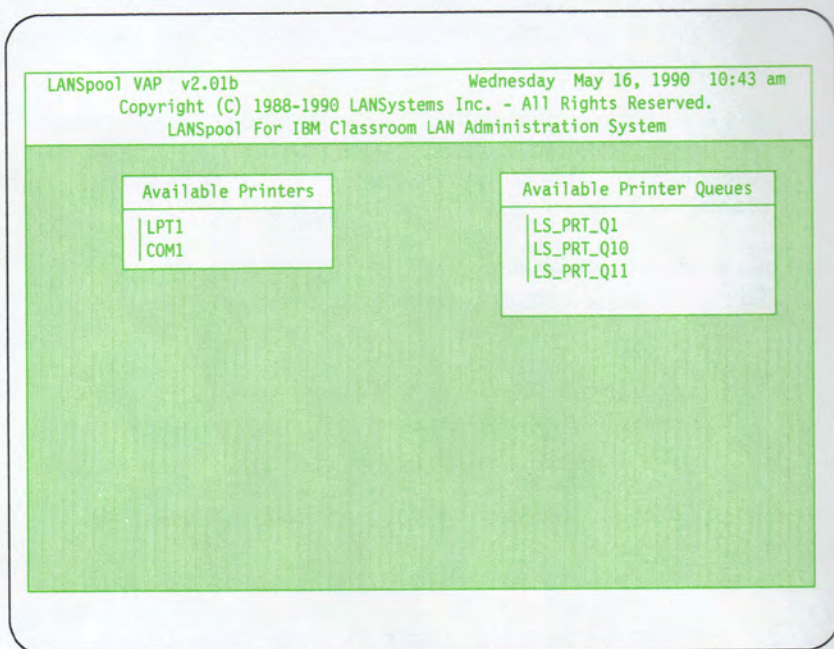 LANSpool VAP v2.01b Wednesday May 16, 1990 10:43 am
Copyright (C) 1988-1990 LANSystems Inc. - All Rights Reserved.
LANSpool For IBM Classroom LAN Administration System
Available Printers
LPT1
COM1
Available Printer Queues
LS_PRT_Q1
LS_PRT_Q10
LS_PRT_Q11